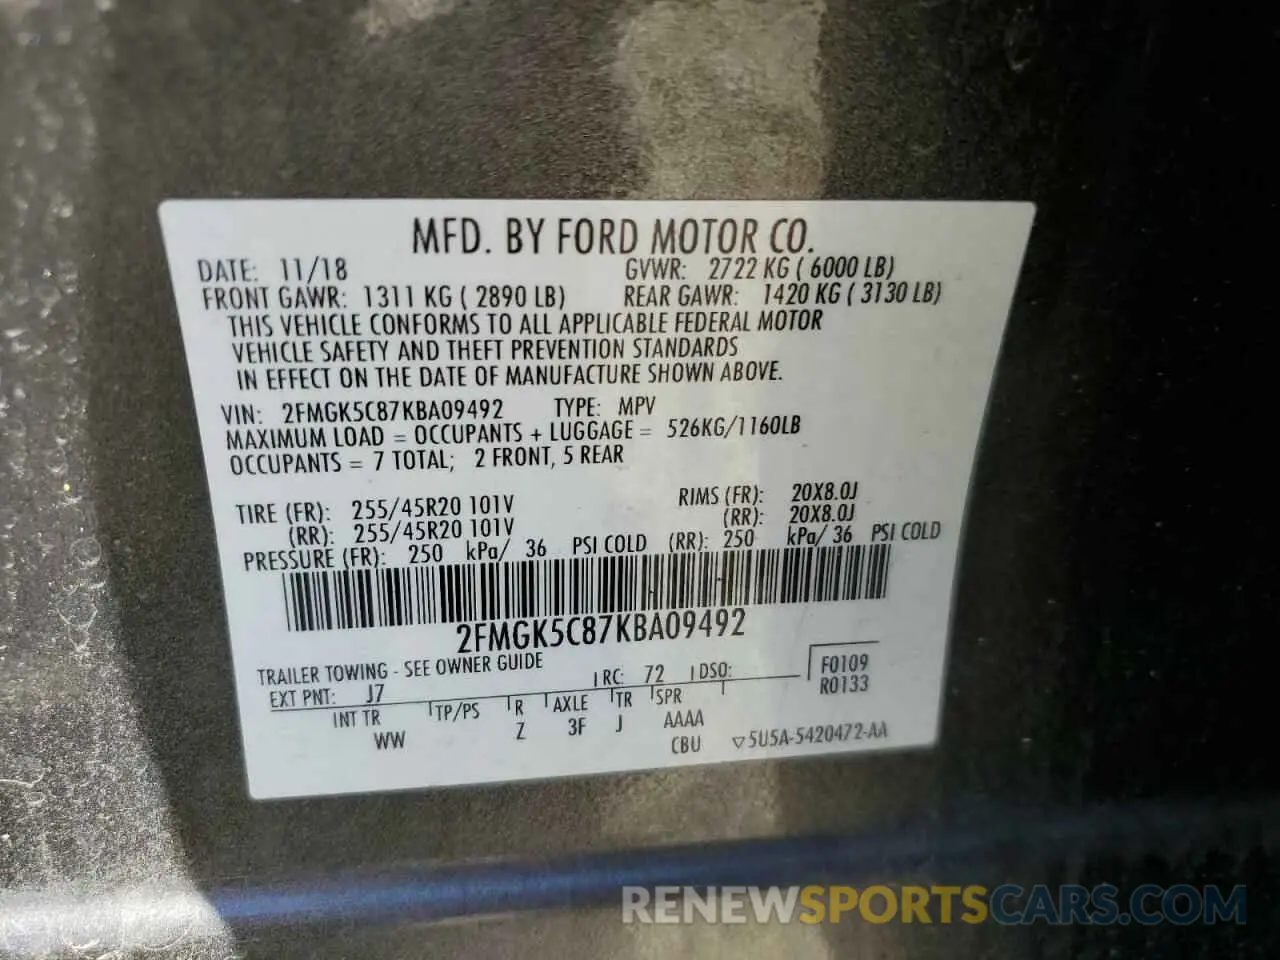 MFD. BY FORD MOTOR CO.
DATE: 11/18 GVWR: 2722 KG ( 6000 LB)
FRONT GAWR: 1311 KG ( 2890 LB) REAR GAWR: 1420 KG ( 3130 LB)
THIS VEHICLE CONFORMS TO ALL APPLICABLE FEDERAL MOTOR
VEHICLE SAFETY AND THEFT PREVENTION STANDARDS
IN EFFECT ON THE DATE OF MANUFACTURE SHOWN ABOVE.
VIN: 2FMGK5C87KBA09492 TYPE: MPV
MAXIMUM LOAD = OCCUPANTS + LUGGAGE = 526KG/1160LB
OCCUPANTS = 7 TOTAL; 2 FRONT, 5 REAR
TIRE (FR): 255/45R20 101V RIMS (FR): 20X8.0J
(RR): 255/45R20 101V (RR): 20X8.0J
PRESSURE (FR): 250 kPa/ 36 PSI COLD (RR): 250 kPa/ 36 PSI COLD
2FMGK5C87KBA09492
TRAILER TOWING - SEE OWNER GUIDE
EXT PNT: J7 RC: 72 DSO: F0109
R0133
INT TR TP/PS R AXLE TR SPR
WW Z 3F J AAAA
CBU ▽5U5A-5420472-AA
RENEWSPORTSCARS.COM